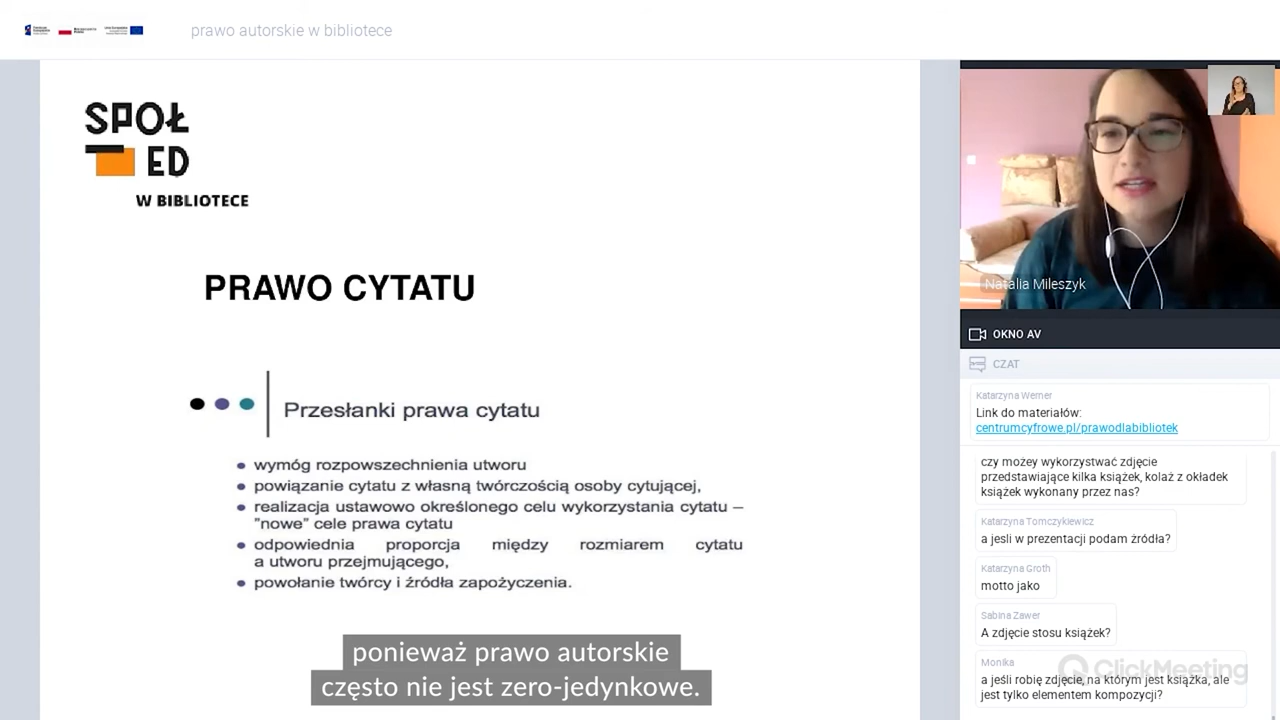 prawo autorskie w bibliotece
SPOŁ
ED
W BIBLIOTECE
PRAWO CYTATU
Przesłanki prawa cytatu
wymóg rozpowszechnienia utworu
powiązanie cytatu z własną twórczością osoby cytującej,
realizacja ustawowo określonego celu wykorzystania cytatu –
"nowe" cele prawa cytatu
odpowiednia proporcja między rozmiarem cytatu
a utworu przejmującego,
powołanie twórcy i źródła zapożyczenia.
ponieważ prawo autorskie
często nie jest zero-jedynkowe.
Natalia Mileszyk
OKNO AV
CZAT
Katarzyna Werner
Link do materiałów:
centrumcyfrowe.pl/prawodlabibliotek
czy możey wykorzystwać zdjęcie
przedstawiające kilka książek, kolaż z okładek
książek wykonany przez nas?
Katarzyna Tomczykiewicz
a jesli w prezentacji podam żródła?
Katarzyna Groth
motto jako
Sabina Zawer
A zdjęcie stosu książek?
Monika
a jeśli robię zdjęcie, na którym jest książka, ale
jest tylko elementem kompozycji?
ClickMeeting